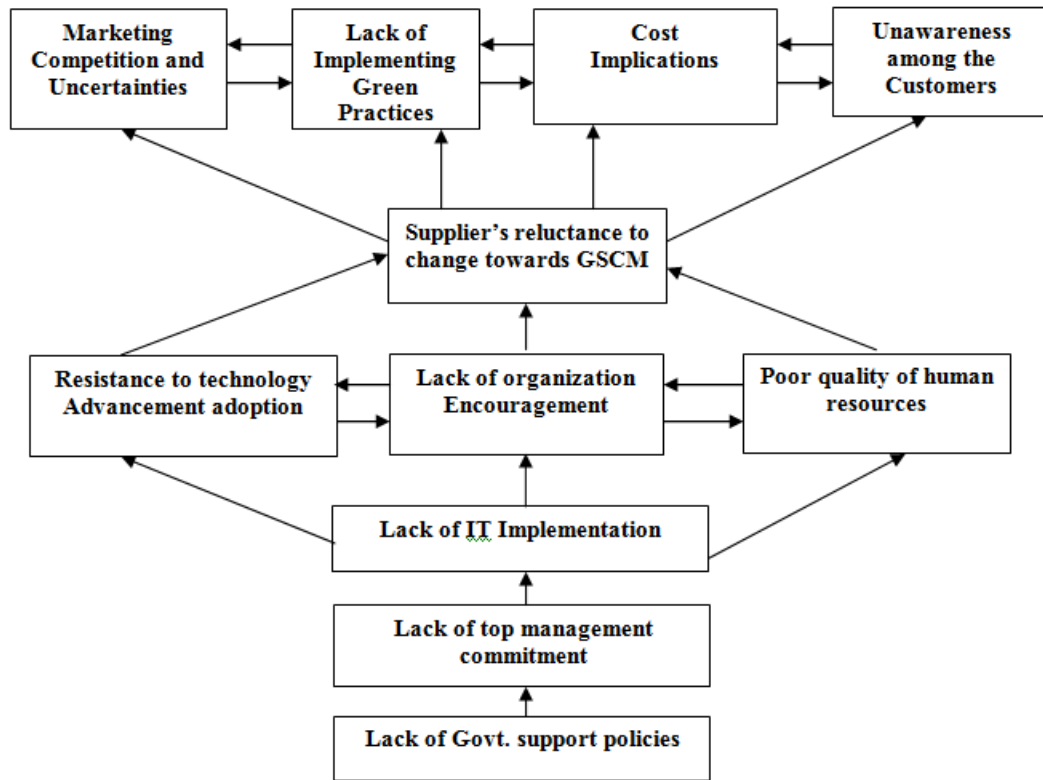 Marketing
Competition and
Uncertainties
Lack of
Implementing
Green
Practices
Cost
Implications
Unawareness
among the
Customers
Supplier’s reluctance to
change towards GSCM
Resistance to technology
Advancement adoption
Lack of organization
Encouragement
Poor quality of human
resources
Lack of IT Implementation
Lack of top management
commitment
Lack of Govt. support policies